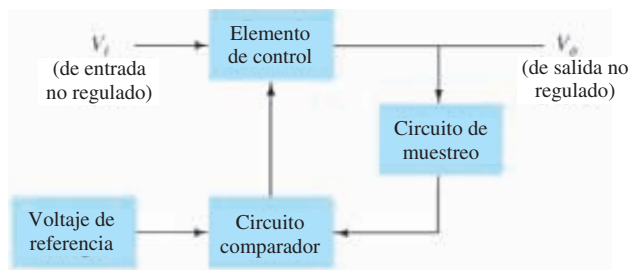 Elemento
de control
Vi
(de entrada
no regulado)
Vo
(de salida no
regulado)
Circuito de
muestreo
Voltaje de
referencia
Circuito
comparador